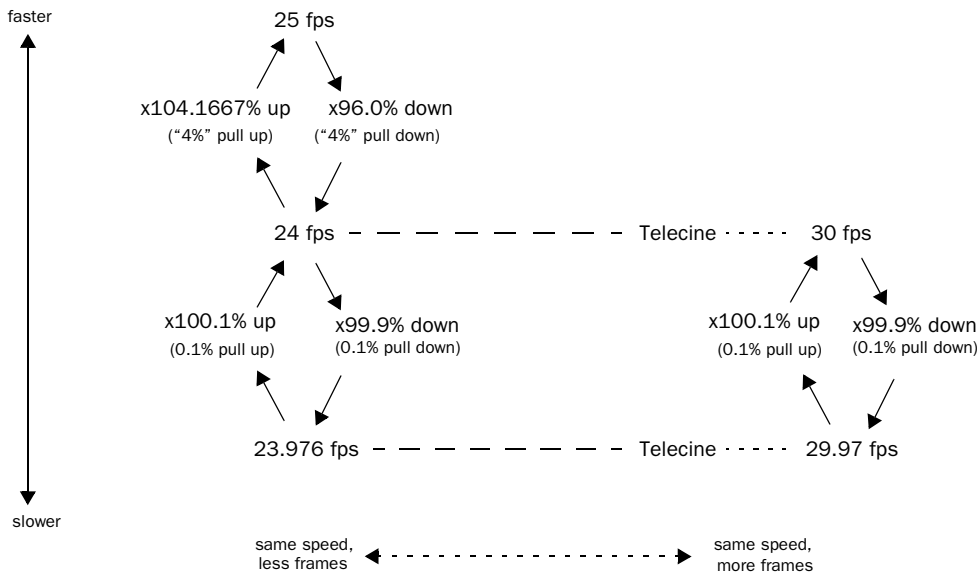 faster
25 fps
x104.1667% up
(“4%” pull up)
x96.0% down
(“4%” pull down)
24 fps
Telecine
30 fps
x100.1% up
(0.1% pull up)
x99.9% down
(0.1% pull down)
x100.1% up
(0.1% pull up)
x99.9% down
(0.1% pull down)
23.976 fps
Telecine
29.97 fps
slower
same speed,
less frames
same speed,
more frames